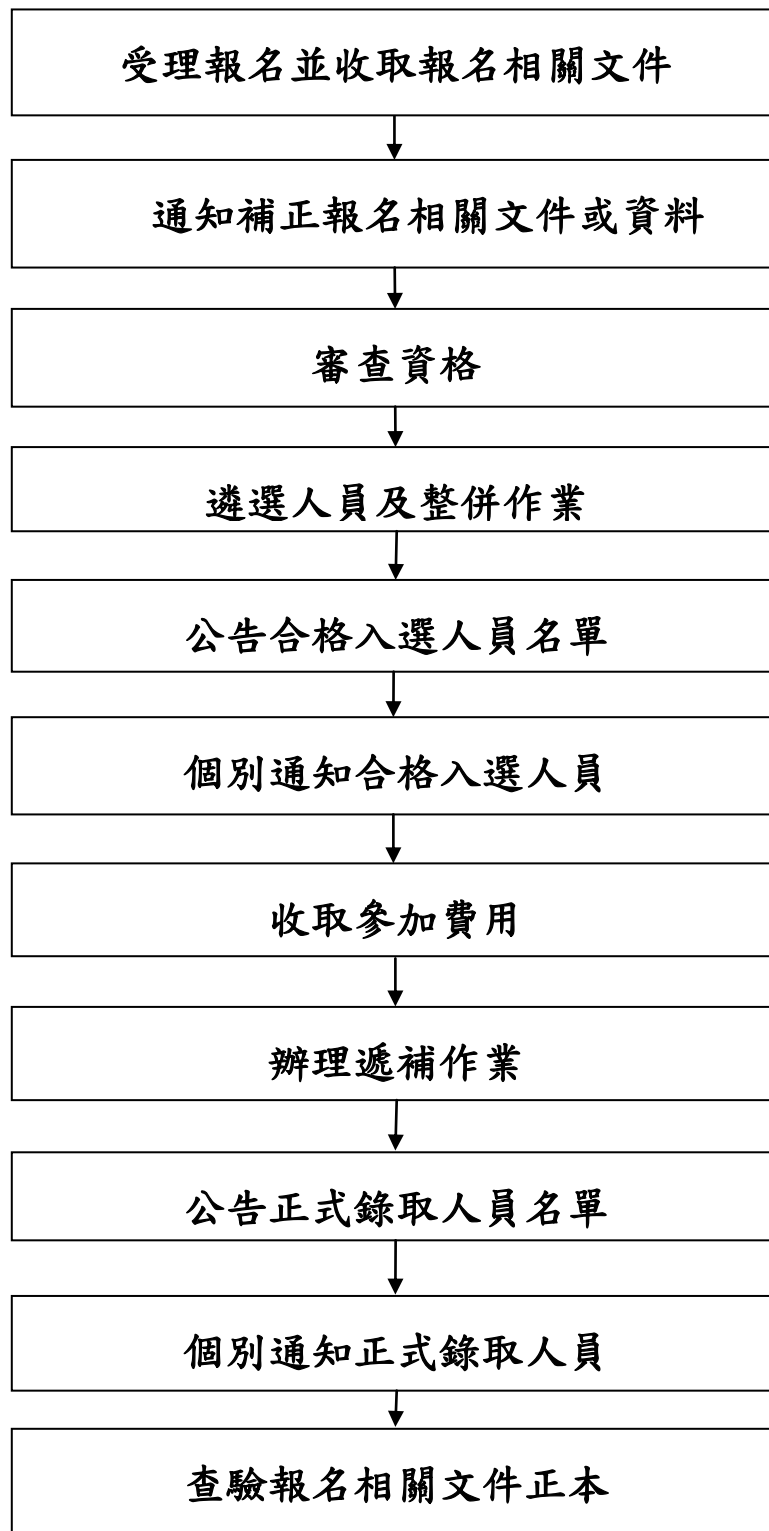 受理報名並收取報名相關文件
通知補正報名相關文件或資料
審查資格
遴選人員及整併作業
公告合格入選人員名單
個別通知合格入選人員
收取參加費用
辦理遞補作業
公告正式錄取人員名單
個別通知正式錄取人員
查驗報名相關文件正本